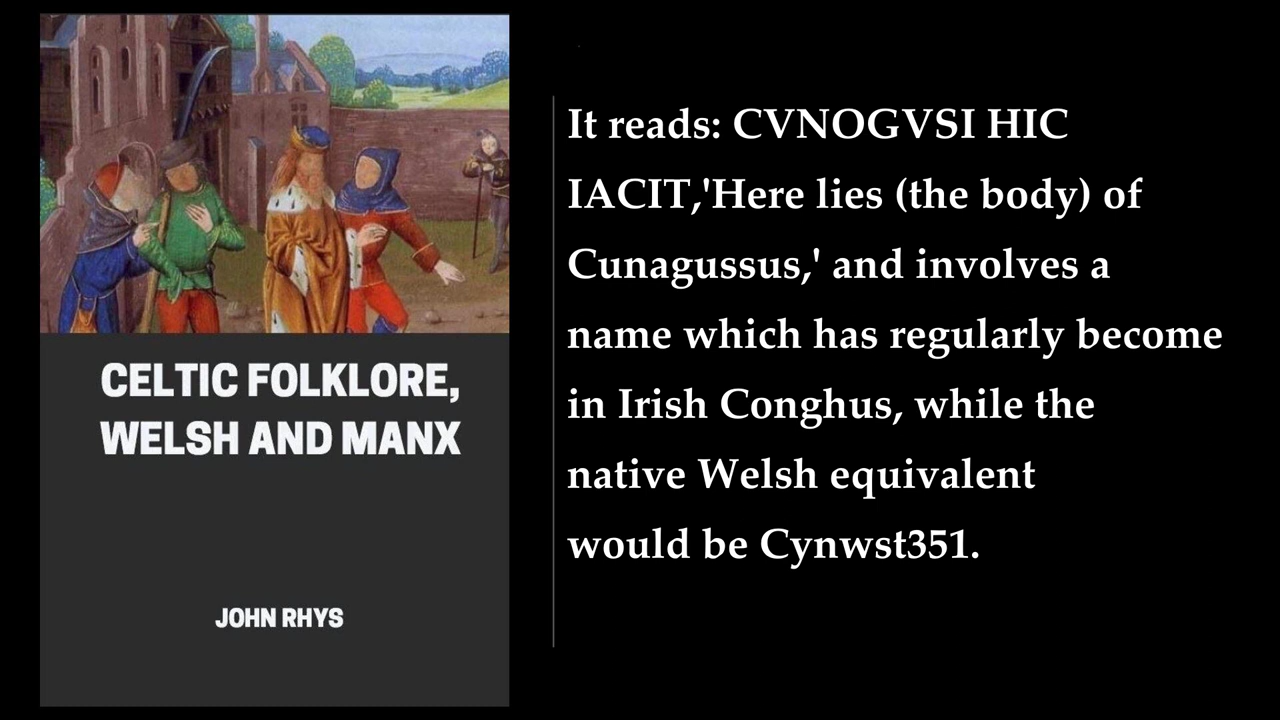 CELTIC FOLKLORE,
WELSH AND MANX
JOHN RHYS
It reads: CVNOGVSI HIC
IACIT,'Here lies (the body) of
Cunagussus,' and involves a
name which has regularly become
in Irish Conghus, while the
native Welsh equivalent
would be Cynwst351.